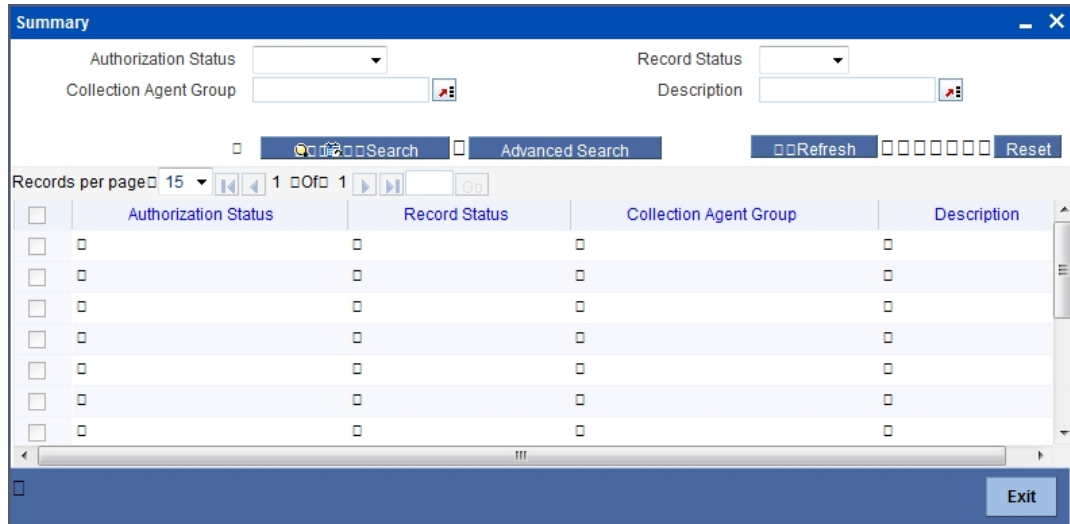 Summary
Authorization Status Record Status
Collection Agent Group Description
Search Advanced Search Refresh Reset
Records per page 15 1 Of 1 Go
Authorization Status Record Status Collection Agent Group Description
Exit